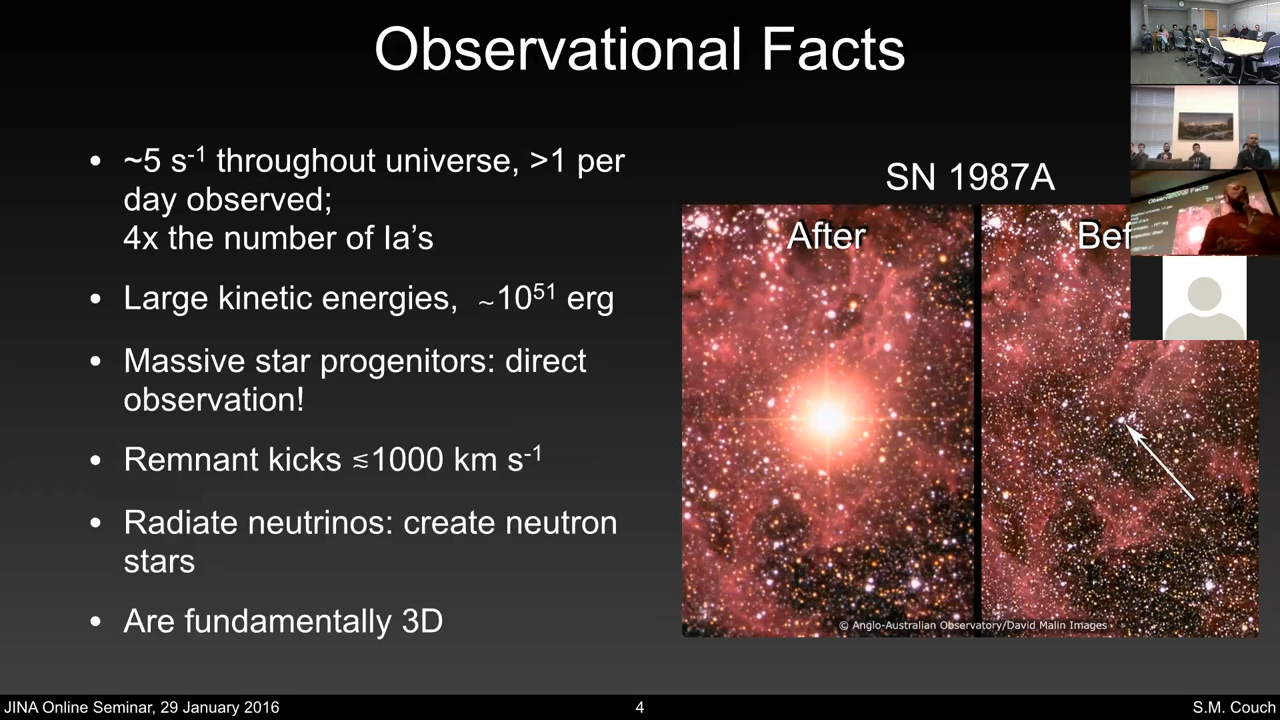 Observational Facts
• ~5 s-1 throughout universe, >1 per
day observed;
4x the number of Ia’s
• Large kinetic energies, ~1051 erg
• Massive star progenitors: direct
observation!
• Remnant kicks ≲1000 km s-1
• Radiate neutrinos: create neutron
stars
• Are fundamentally 3D
SN 1987A
After
Bef
© Anglo-Australian Observatory/David Malin Images
Observational Facts
JINA Online Seminar, 29 January 2016
4
S.M. Couch